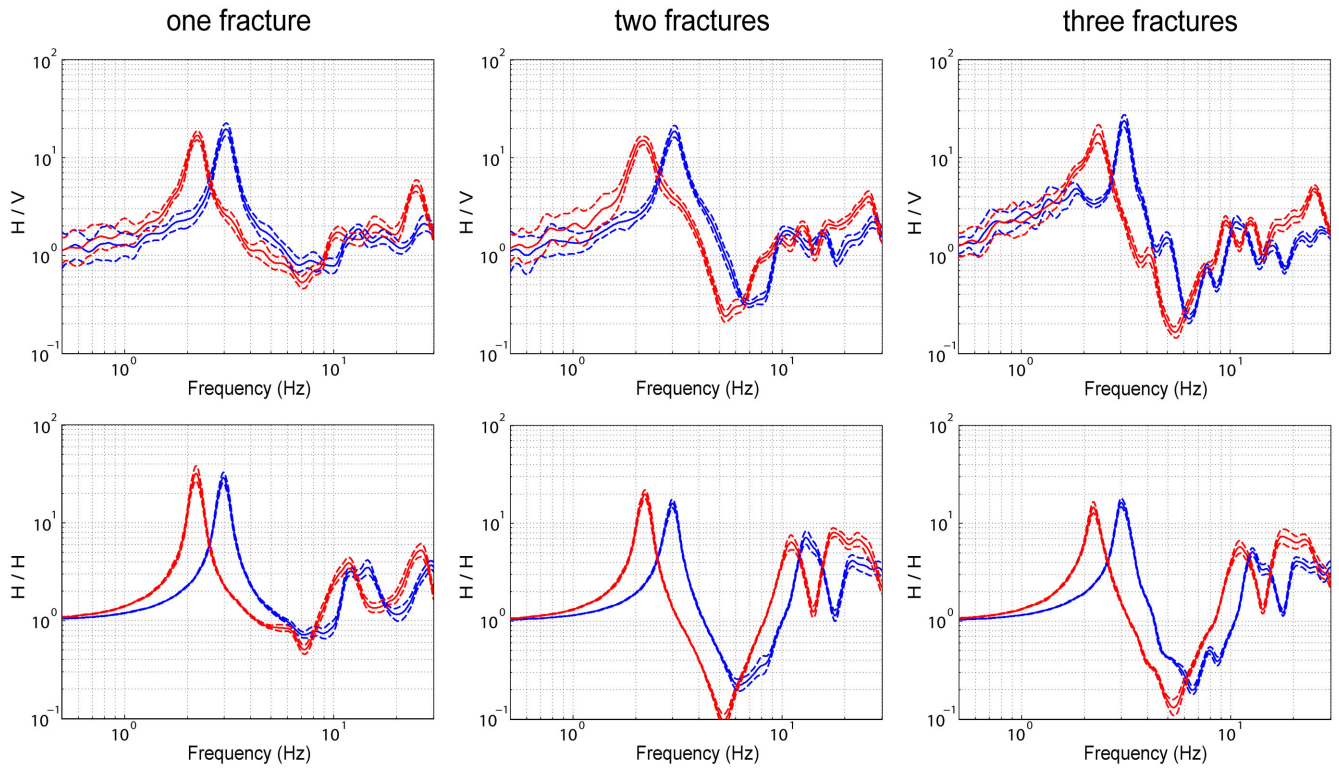 one fracture two fractures three fractures
10² 10² 10²
10¹ 10¹ 10¹
H / V H / V H / V
10⁰ 10⁰ 10⁰
10⁻¹ 10⁻¹ 10⁻¹
10⁰ 10¹ 10⁰ 10¹ 10⁰ 10¹
Frequency (Hz) Frequency (Hz) Frequency (Hz)
10² 10² 10²
10¹ 10¹ 10¹
H / H H / H H / H
10⁰ 10⁰ 10⁰
10⁻¹ 10⁻¹ 10⁻¹
10⁰ 10¹ 10⁰ 10¹ 10⁰ 10¹
Frequency (Hz) Frequency (Hz) Frequency (Hz)